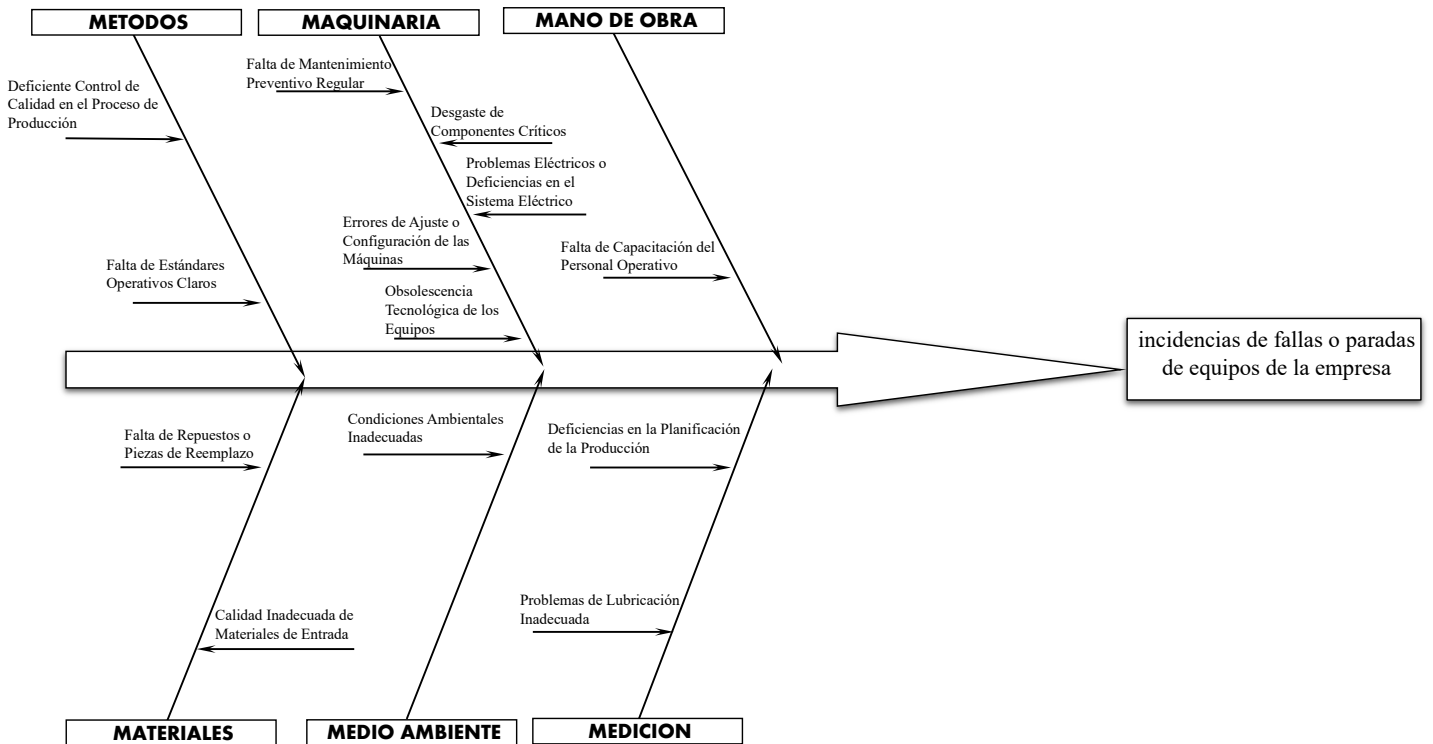 METODOS
MAQUINARIA
MANO DE OBRA
Deficiente Control de
Calidad en el Proceso de
Producción
Falta de Estándares
Operativos Claros
Falta de Mantenimiento
Preventivo Regular
Desgaste de
Componentes Críticos
Problemas Eléctricos o
Deficiencias en el
Sistema Eléctrico
Errores de Ajuste o
Configuración de las
Máquinas
Obsolescencia
Tecnológica de los
Equipos
Falta de Capacitación del
Personal Operativo
incidencias de fallas o paradas
de equipos de la empresa
Falta de Repuestos o
Piezas de Reemplazo
Calidad Inadecuada de
Materiales de Entrada
Condiciones Ambientales
Inadecuadas
Deficiencias en la Planificación
de la Producción
Problemas de Lubricación
Inadecuada
MATERIALES
MEDIO AMBIENTE
MEDICION